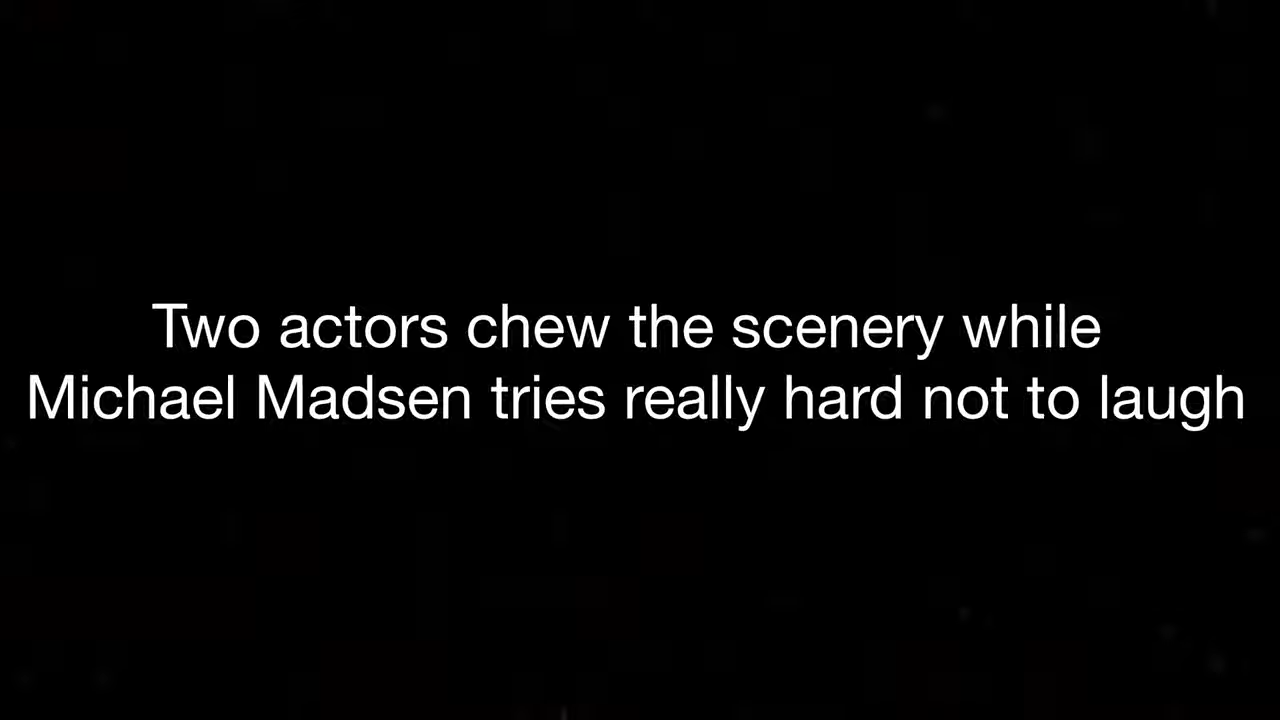 Two actors chew the scenery while
Michael Madsen tries really hard not to laugh